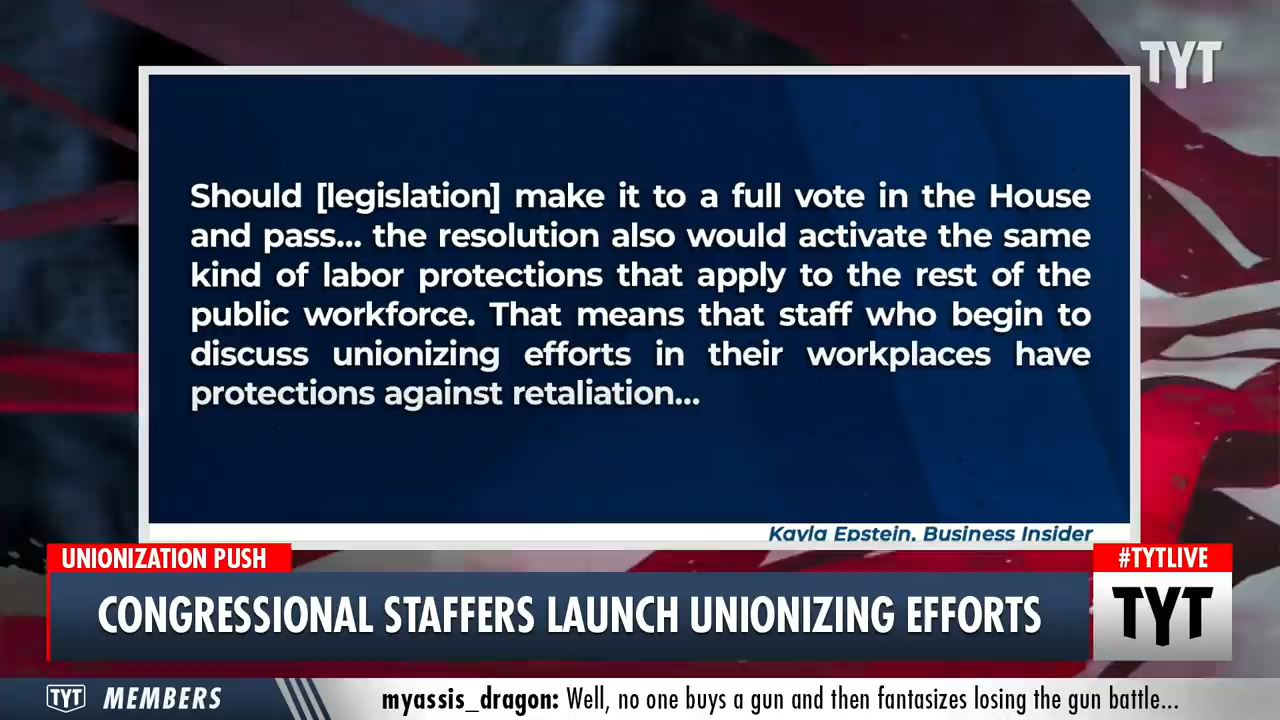 TYT
Should [legislation] make it to a full vote in the House
and pass... the resolution also would activate the same
kind of labor protections that apply to the rest of the
public workforce. That means that staff who begin to
discuss unionizing efforts in their workplaces have
protections against retaliation...
Kayla Epstein, Business Insider
UNIONIZATION PUSH
#TYTLIVE
CONGRESSIONAL STAFFERS LAUNCH UNIONIZING EFFORTS
TYT
TYT MEMBERS
myassis_dragon: Well, no one buys a gun and then fantasizes losing the gun battle...